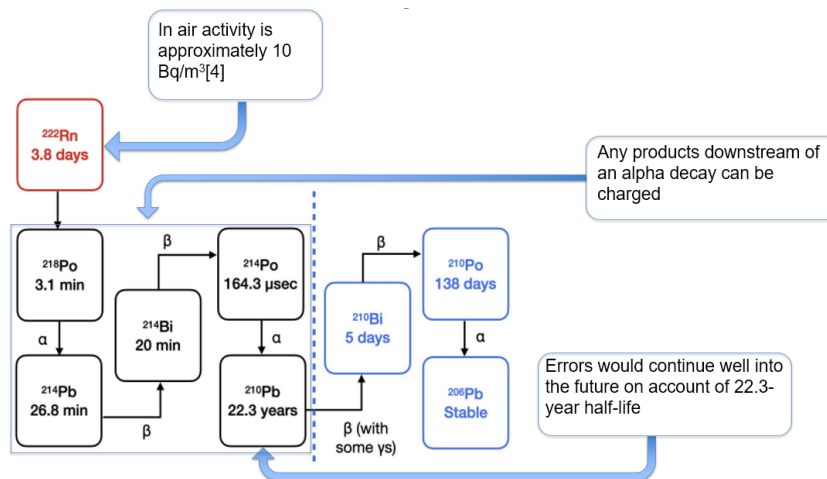 In air activity is
approximately 10
Bq/m³[4]
²²²Rn
3.8 days
Any products downstream of
an alpha decay can be
charged
²¹⁸Po
3.1 min
β
²¹⁴Po
164.3 μsec
β
²¹⁰Po
138 days
α
²¹⁴Bi
20 min
α
²¹⁰Bi
5 days
α
²¹⁴Pb
26.8 min
β
²¹⁰Pb
22.3 years
β (with
some γs)
²⁰⁶Pb
Stable
Errors would continue well into
the future on account of 22.3-
year half-life